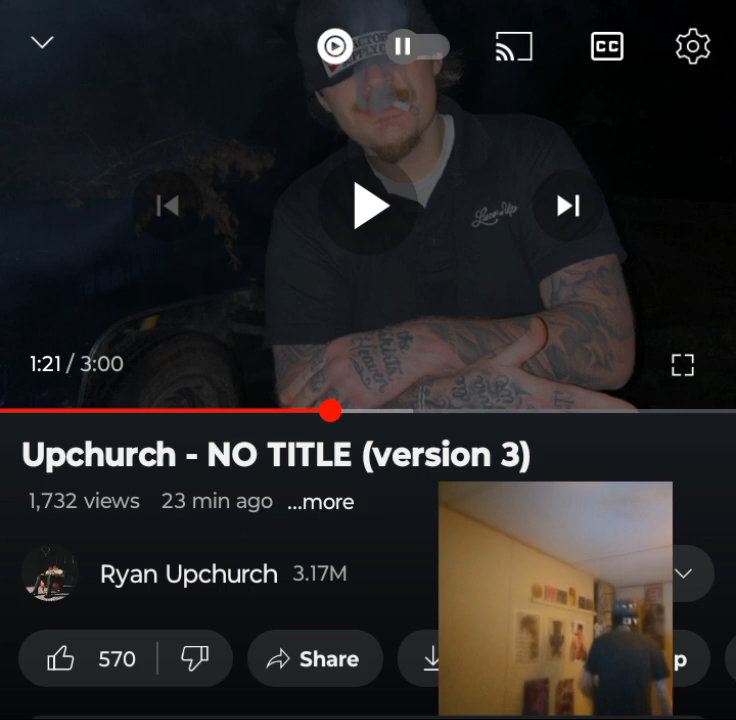 CC
1:21 / 3:00
Upchurch - NO TITLE (version 3)
1,732 views 23 min ago ...more
Ryan Upchurch 3.17M
570
Share
p